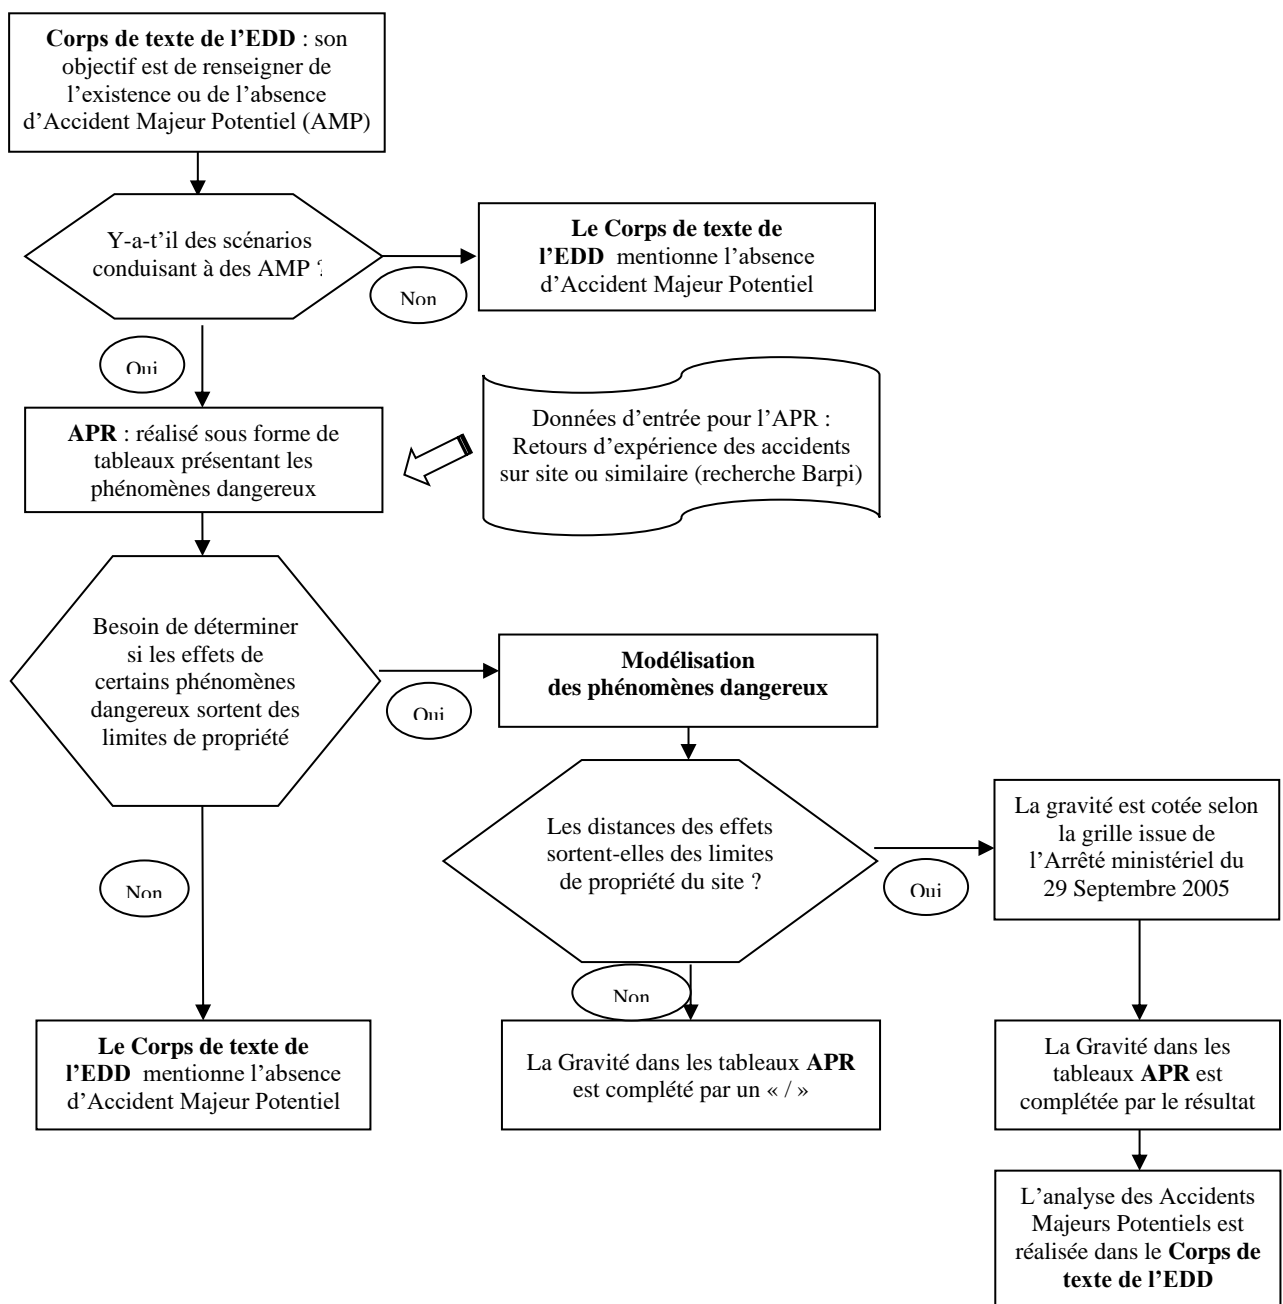 Corps de texte de l’EDD : son
objectif est de renseigner de
l’existence ou de l’absence
d’Accident Majeur Potentiel (AMP)
Y-a-t’il des scénarios
conduisant à des AMP ?
Non
Le Corps de texte de
l’EDD mentionne l’absence
d’Accident Majeur Potentiel
Oui
APR : réalisé sous forme de
tableaux présentant les
phénomènes dangereux
Données d’entrée pour l’APR :
Retours d’expérience des accidents
sur site ou similaire (recherche Barpi)
Besoin de déterminer
si les effets de
certains phénomènes
dangereux sortent des
limites de propriété
Oui
Modélisation
des phénomènes dangereux
Non
Les distances des effets
sortent-elles des limites
de propriété du site ?
Oui
La gravité est cotée selon
la grille issue de
l’Arrêté ministériel du
29 Septembre 2005
Non
Le Corps de texte de
l’EDD mentionne l’absence
d’Accident Majeur Potentiel
La Gravité dans les tableaux APR
est complété par un « / »
La Gravité dans les
tableaux APR est
complétée par le résultat
L’analyse des Accidents
Majeurs Potentiels est
réalisée dans le Corps de
texte de l’EDD